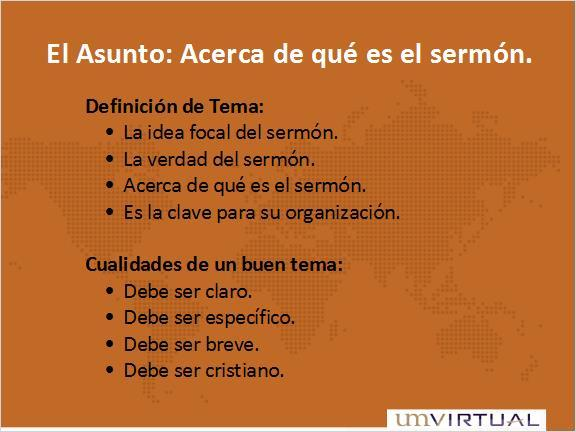 El Asunto: Acerca de qué es el sermón.
Definición de Tema:
• La idea focal del sermón.
• La verdad del sermón.
• Acerca de qué es el sermón.
• Es la clave para su organización.
Cualidades de un buen tema:
• Debe ser claro.
• Debe ser específico.
• Debe ser breve.
• Debe ser cristiano.
UMVIRTUAL